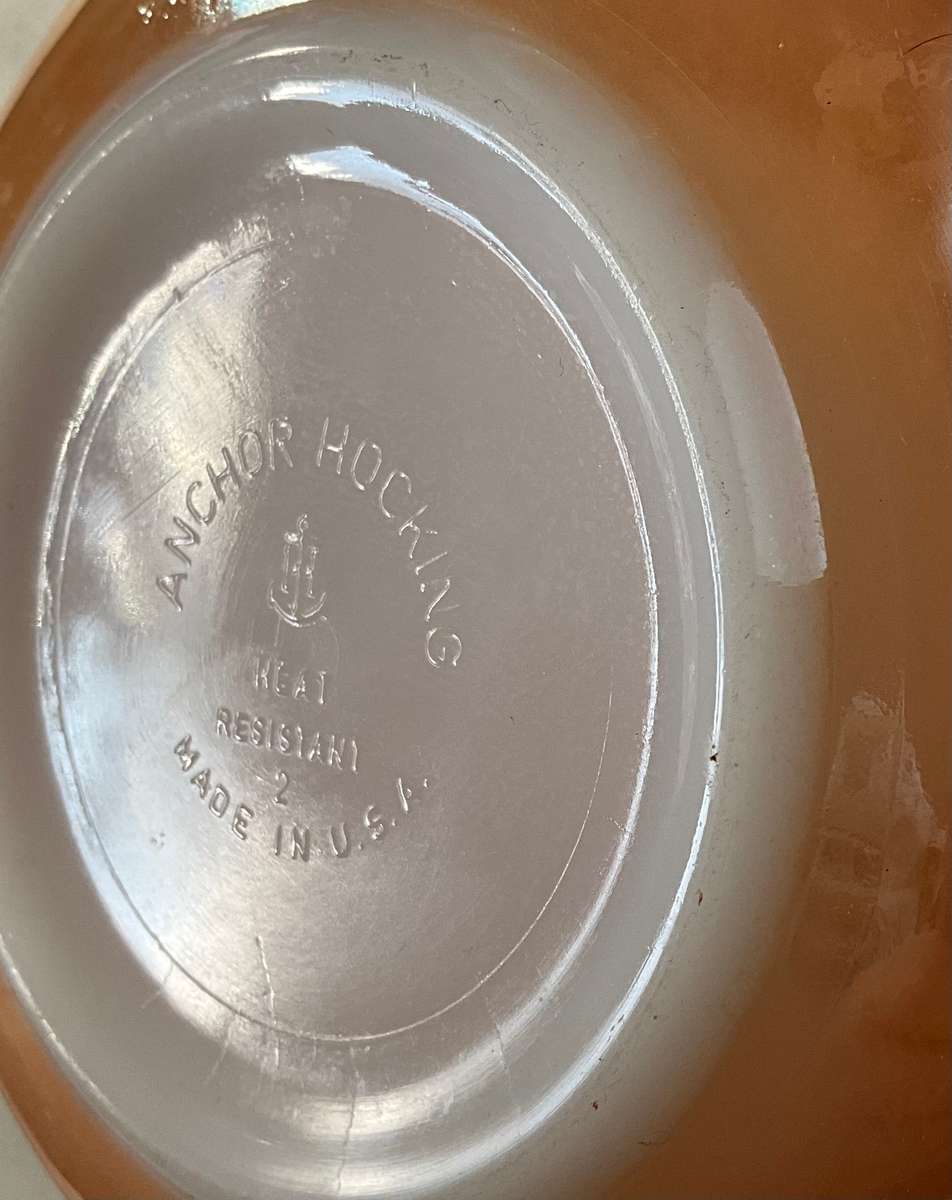 ANCHOR HOCKING
H
HEAT
RESISTANT
2
MADE IN U.S.A.